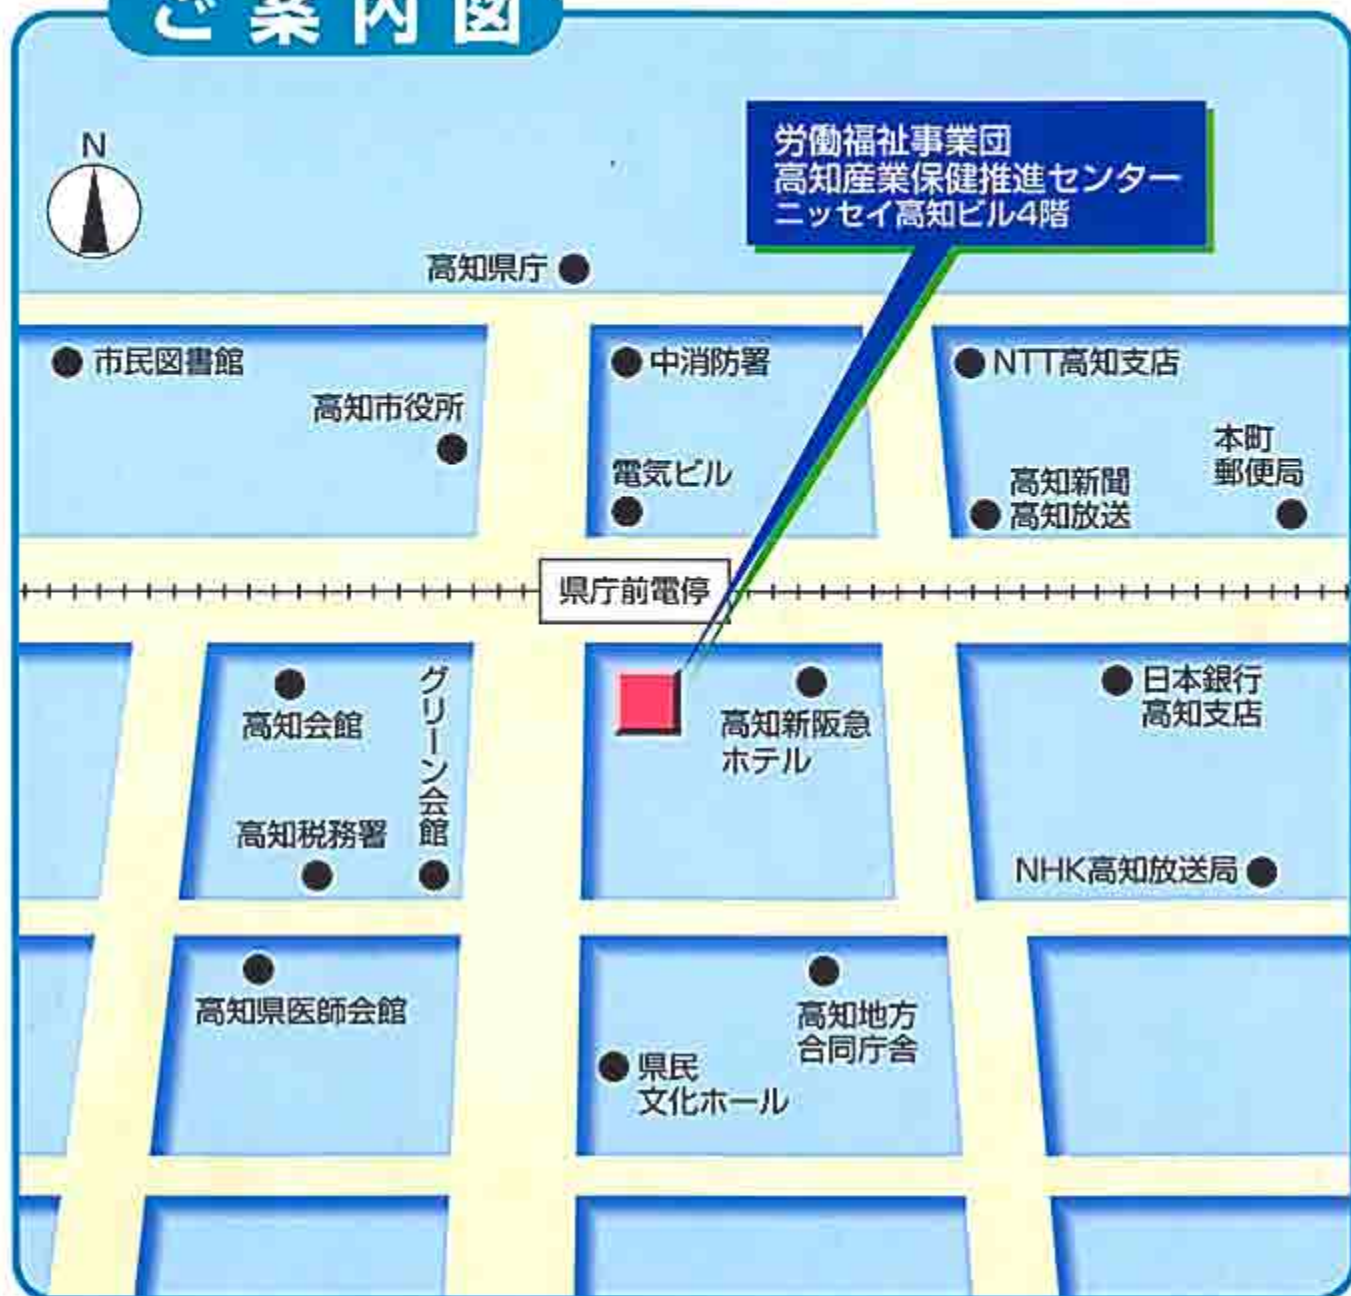 ご案内図
N
労働福祉事業団
高知産業保健推進センター
ニッセイ高知ビル4階
高知県庁
市民図書館
高知市役所
中消防署
電気ビル
NTT高知支店
高知新聞
高知放送
本町
郵便局
県庁前電停
高知会館
グリーン会館
高知税務署
高知新阪急
ホテル
日本銀行
高知支店
NHK高知放送局
高知県医師会館
高知地方
合同庁舎
県民
文化ホール